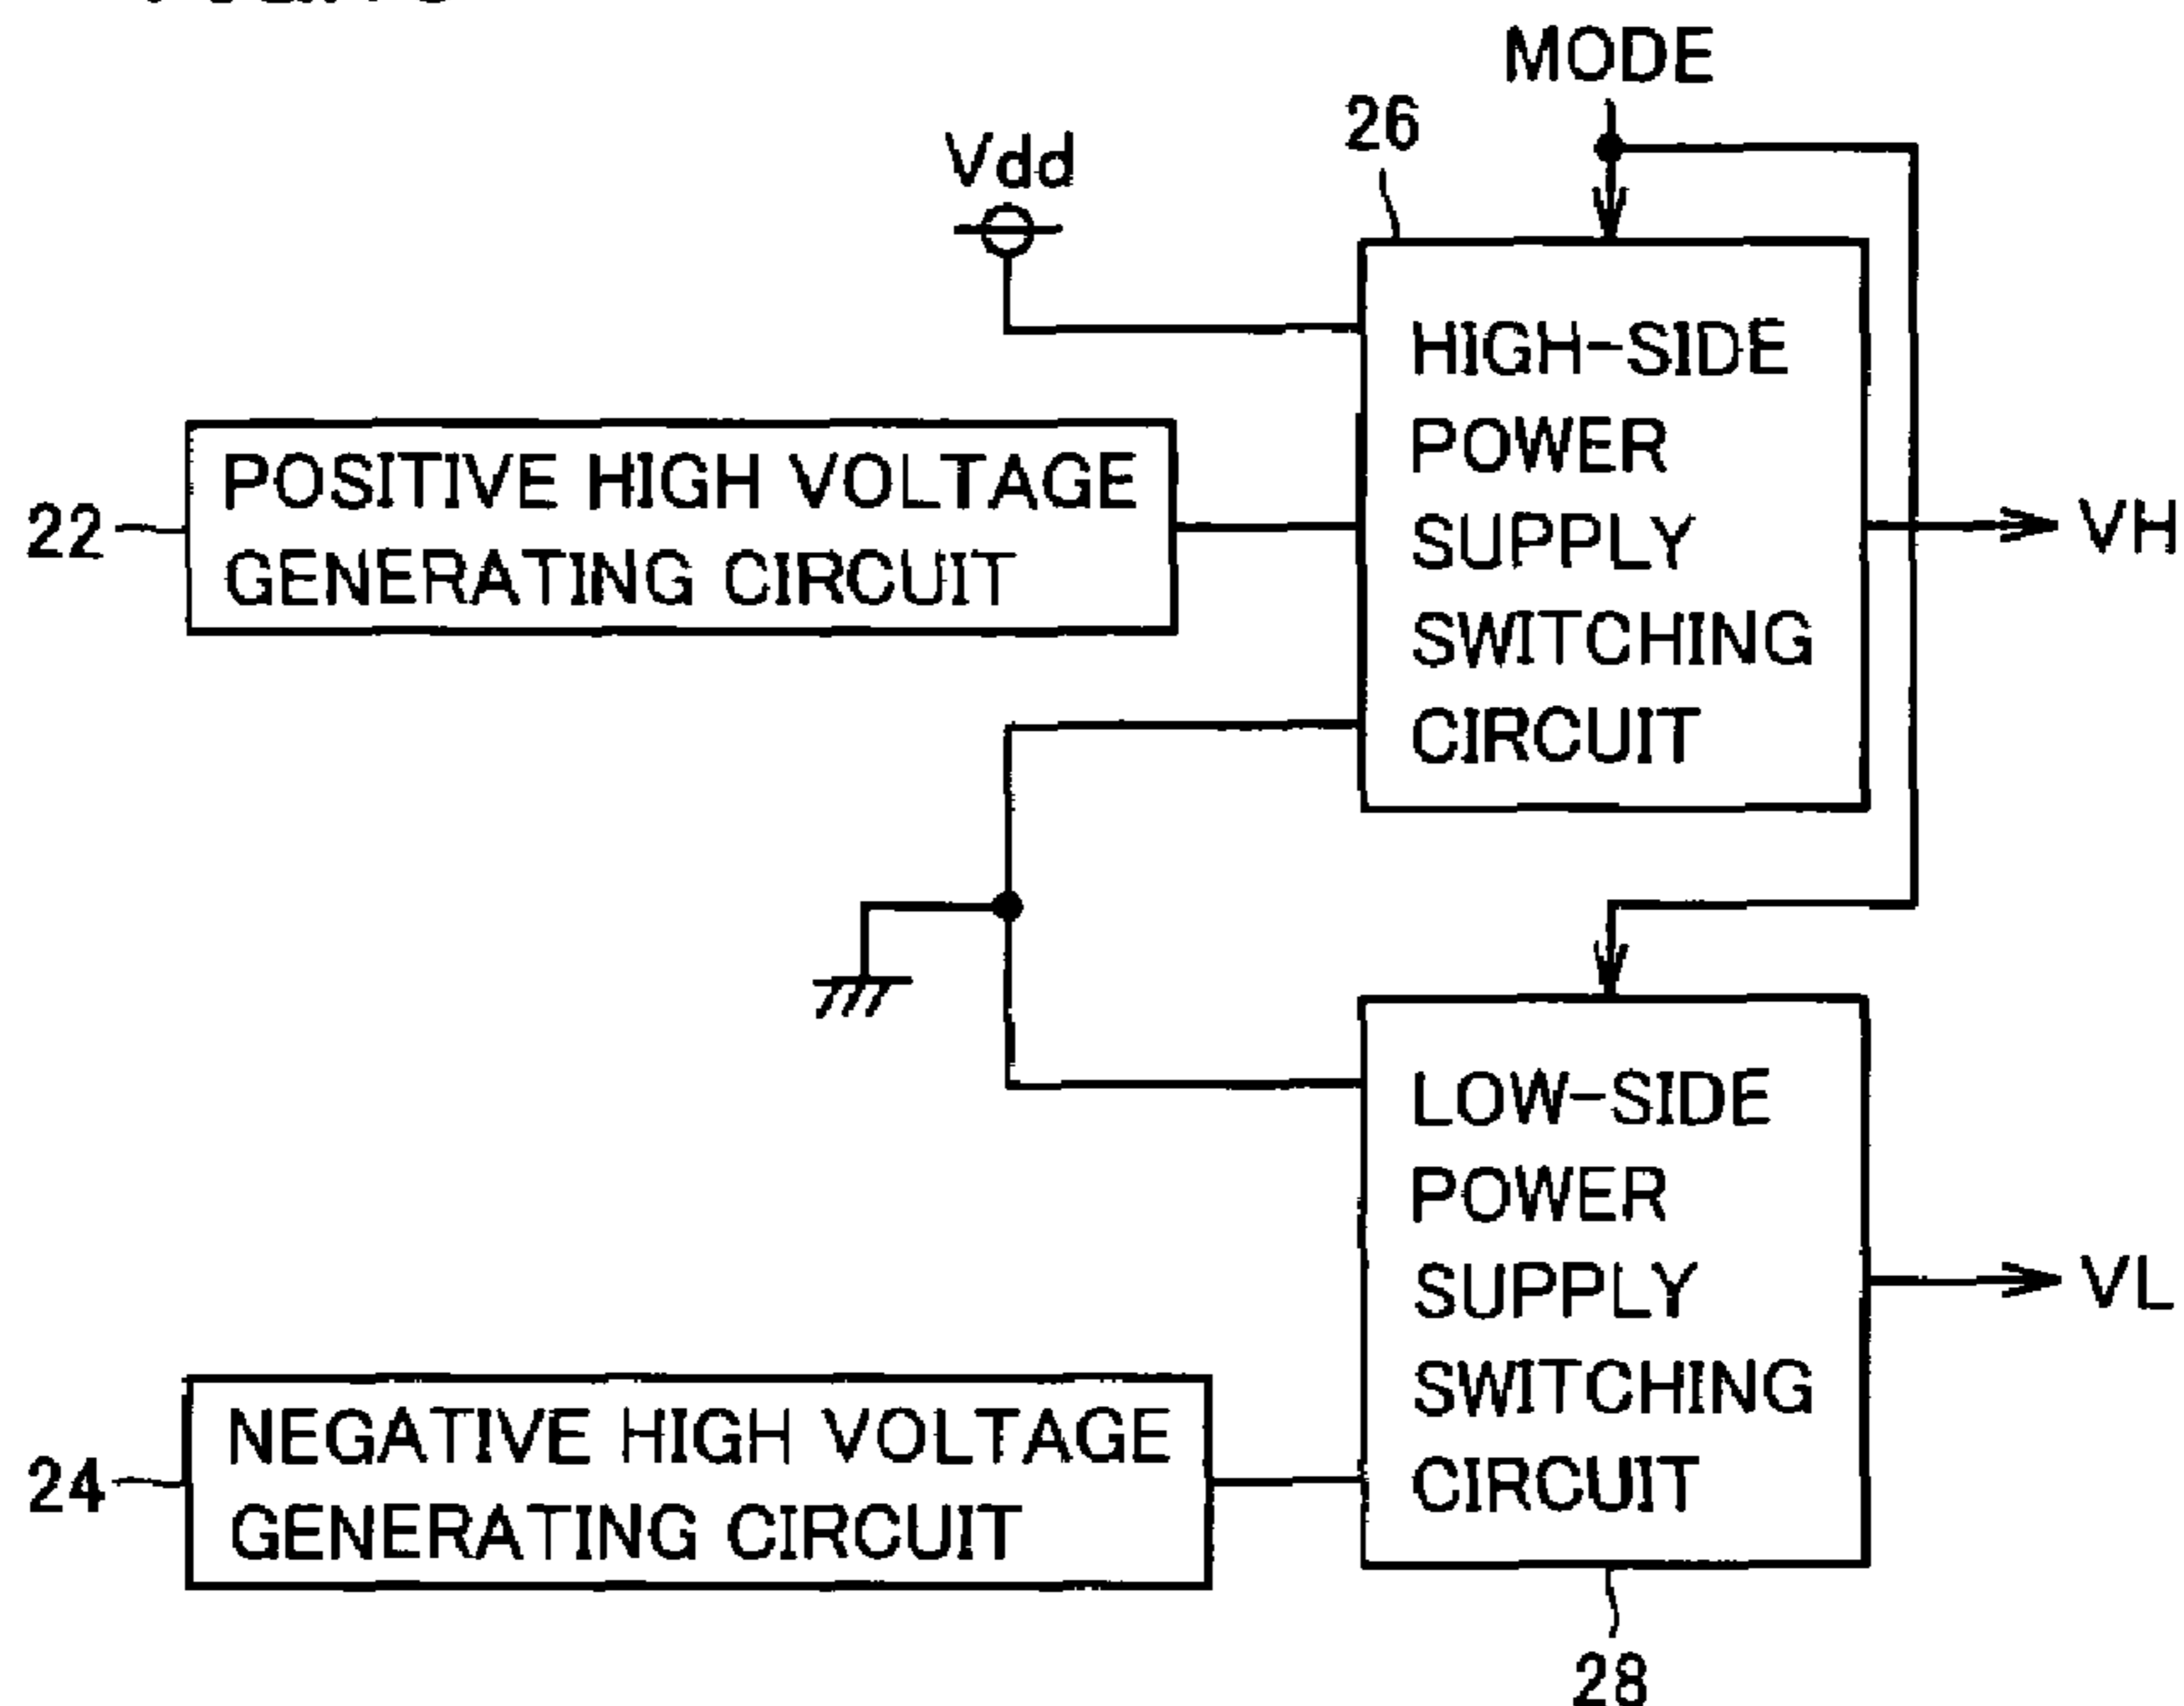 MODE
26
Vdd
HIGH-SIDE
POWER
SUPPLY
SWITCHING
CIRCUIT
22
POSITIVE HIGH VOLTAGE
GENERATING CIRCUIT
VH
LOW-SIDE
POWER
SUPPLY
SWITCHING
CIRCUIT
VL
24
NEGATIVE HIGH VOLTAGE
GENERATING CIRCUIT
28